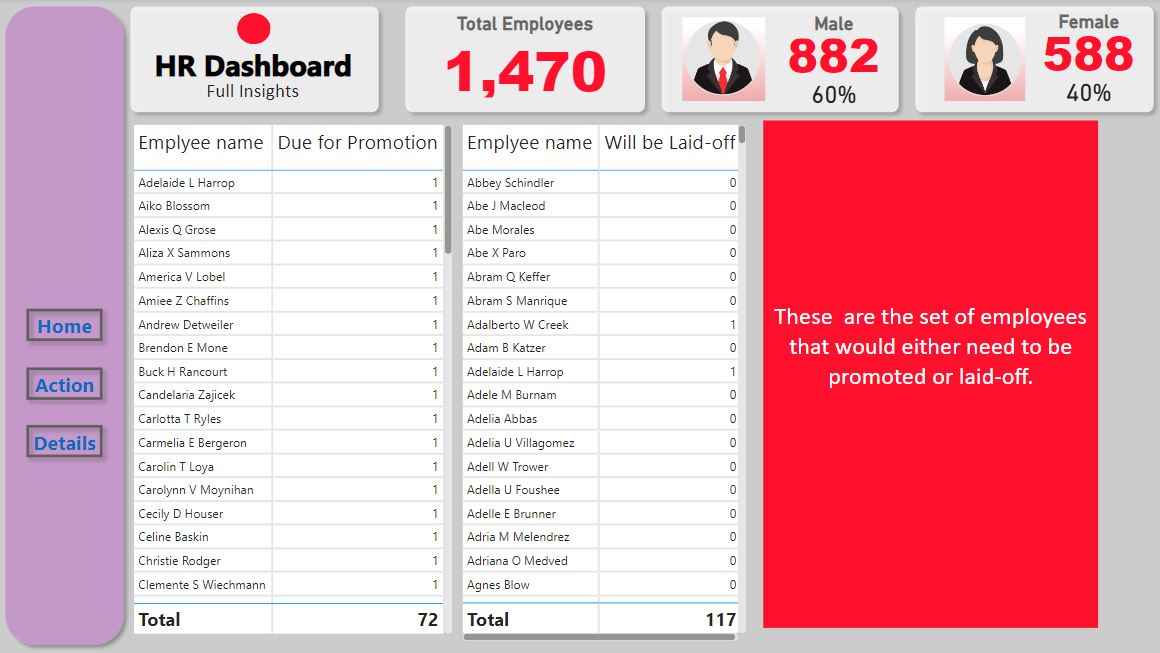 HR Dashboard
Full Insights
Total Employees
1,470
Male
882
60%
Female
588
40%
Home
Action
Details
Emplyee name Due for Promotion
Adelaide L Harrop 1
Aiko Blossom 1
Alexis Q Grose 1
Aliza X Sammons 1
America V Lobel 1
Amiee Z Chaffins 1
Andrew Detweiler 1
Brendon E Mone 1
Buck H Rancourt 1
Candelaria Zajicek 1
Carlotta T Ryles 1
Carmelia E Bergeron 1
Carolin T Loya 1
Carolynn V Moynihan 1
Cecily D Houser 1
Celine Baskin 1
Christie Rodger 1
Clemente S Wiechmann 1
Total 72
Emplyee name Will be Laid-off
Abbey Schindler 0
Abe J Macleod 0
Abe Morales 0
Abe X Paro 0
Abram Q Keffer 0
Abram S Manrique 0
Adalberto W Creek 1
Adam B Katzer 0
Adelaide L Harrop 1
Adele M Burnam 0
Adelia Abbas 0
Adelia U Villagomez 0
Adell W Trower 0
Adella U Foushee 0
Adelle E Brunner 0
Adria M Melendrez 0
Adriana O Medved 0
Agnes Blow 0
Total 117
These  are the set of employees
that would either need to be
promoted or laid-off.